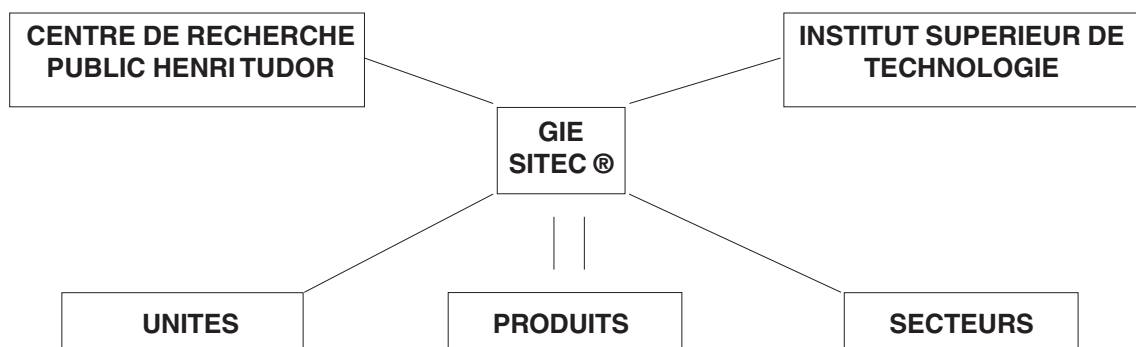 CENTRE DE RECHERCHE
PUBLIC HENRI TUDOR
INSTITUT SUPERIEUR DE
TECHNOLOGIE
GIE
SITEC ®
UNITES
PRODUITS
SECTEURS